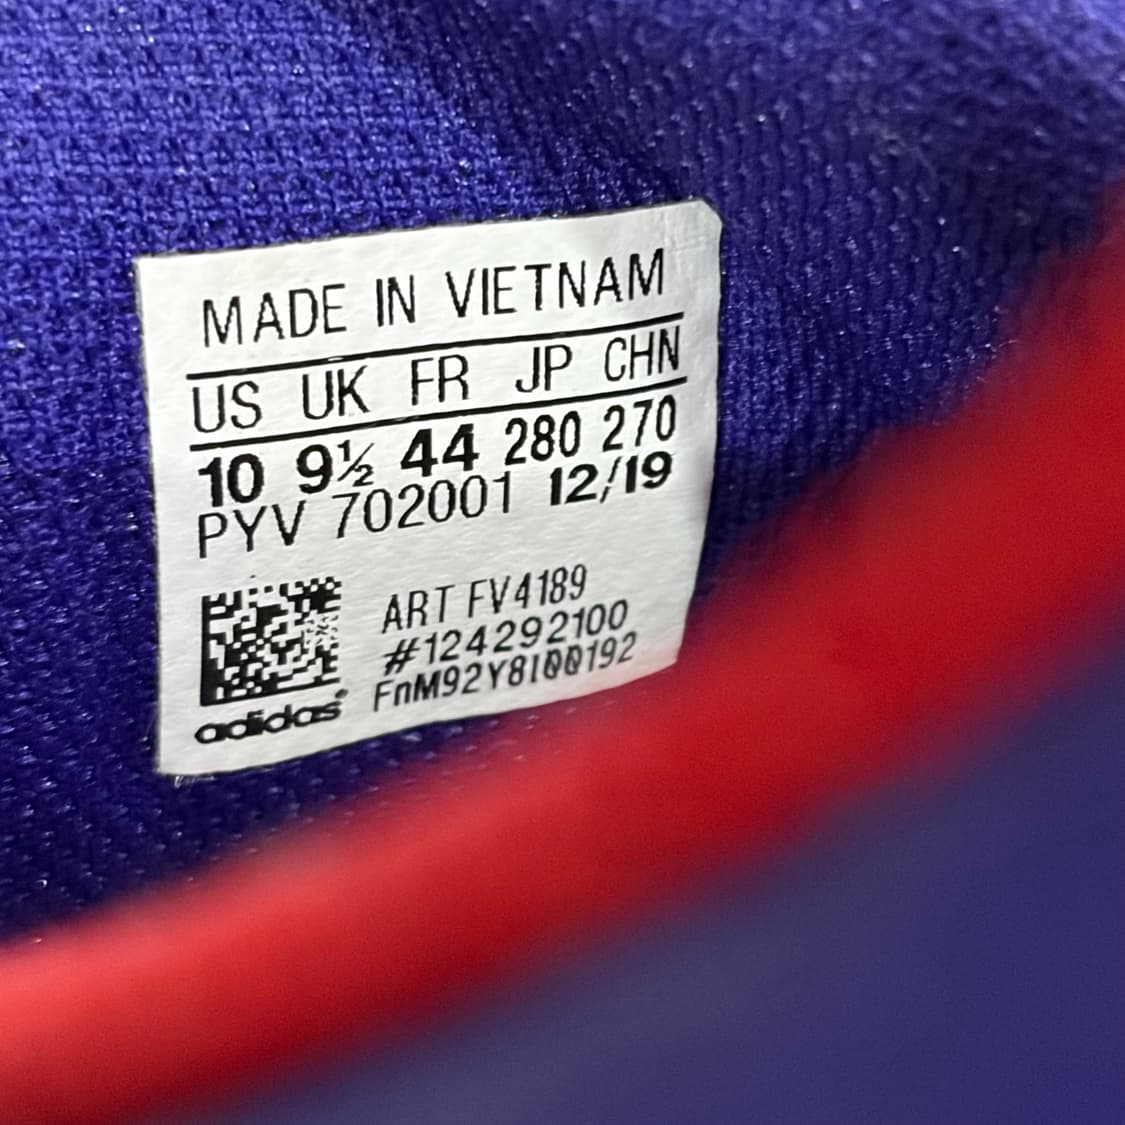 MADE IN VIETNAM
US UK FR JP CHN
10 9½ 44 280 270
PYV 702001 12/19
ART FV4189
#124292100
FnM92Y8I00192
adidas